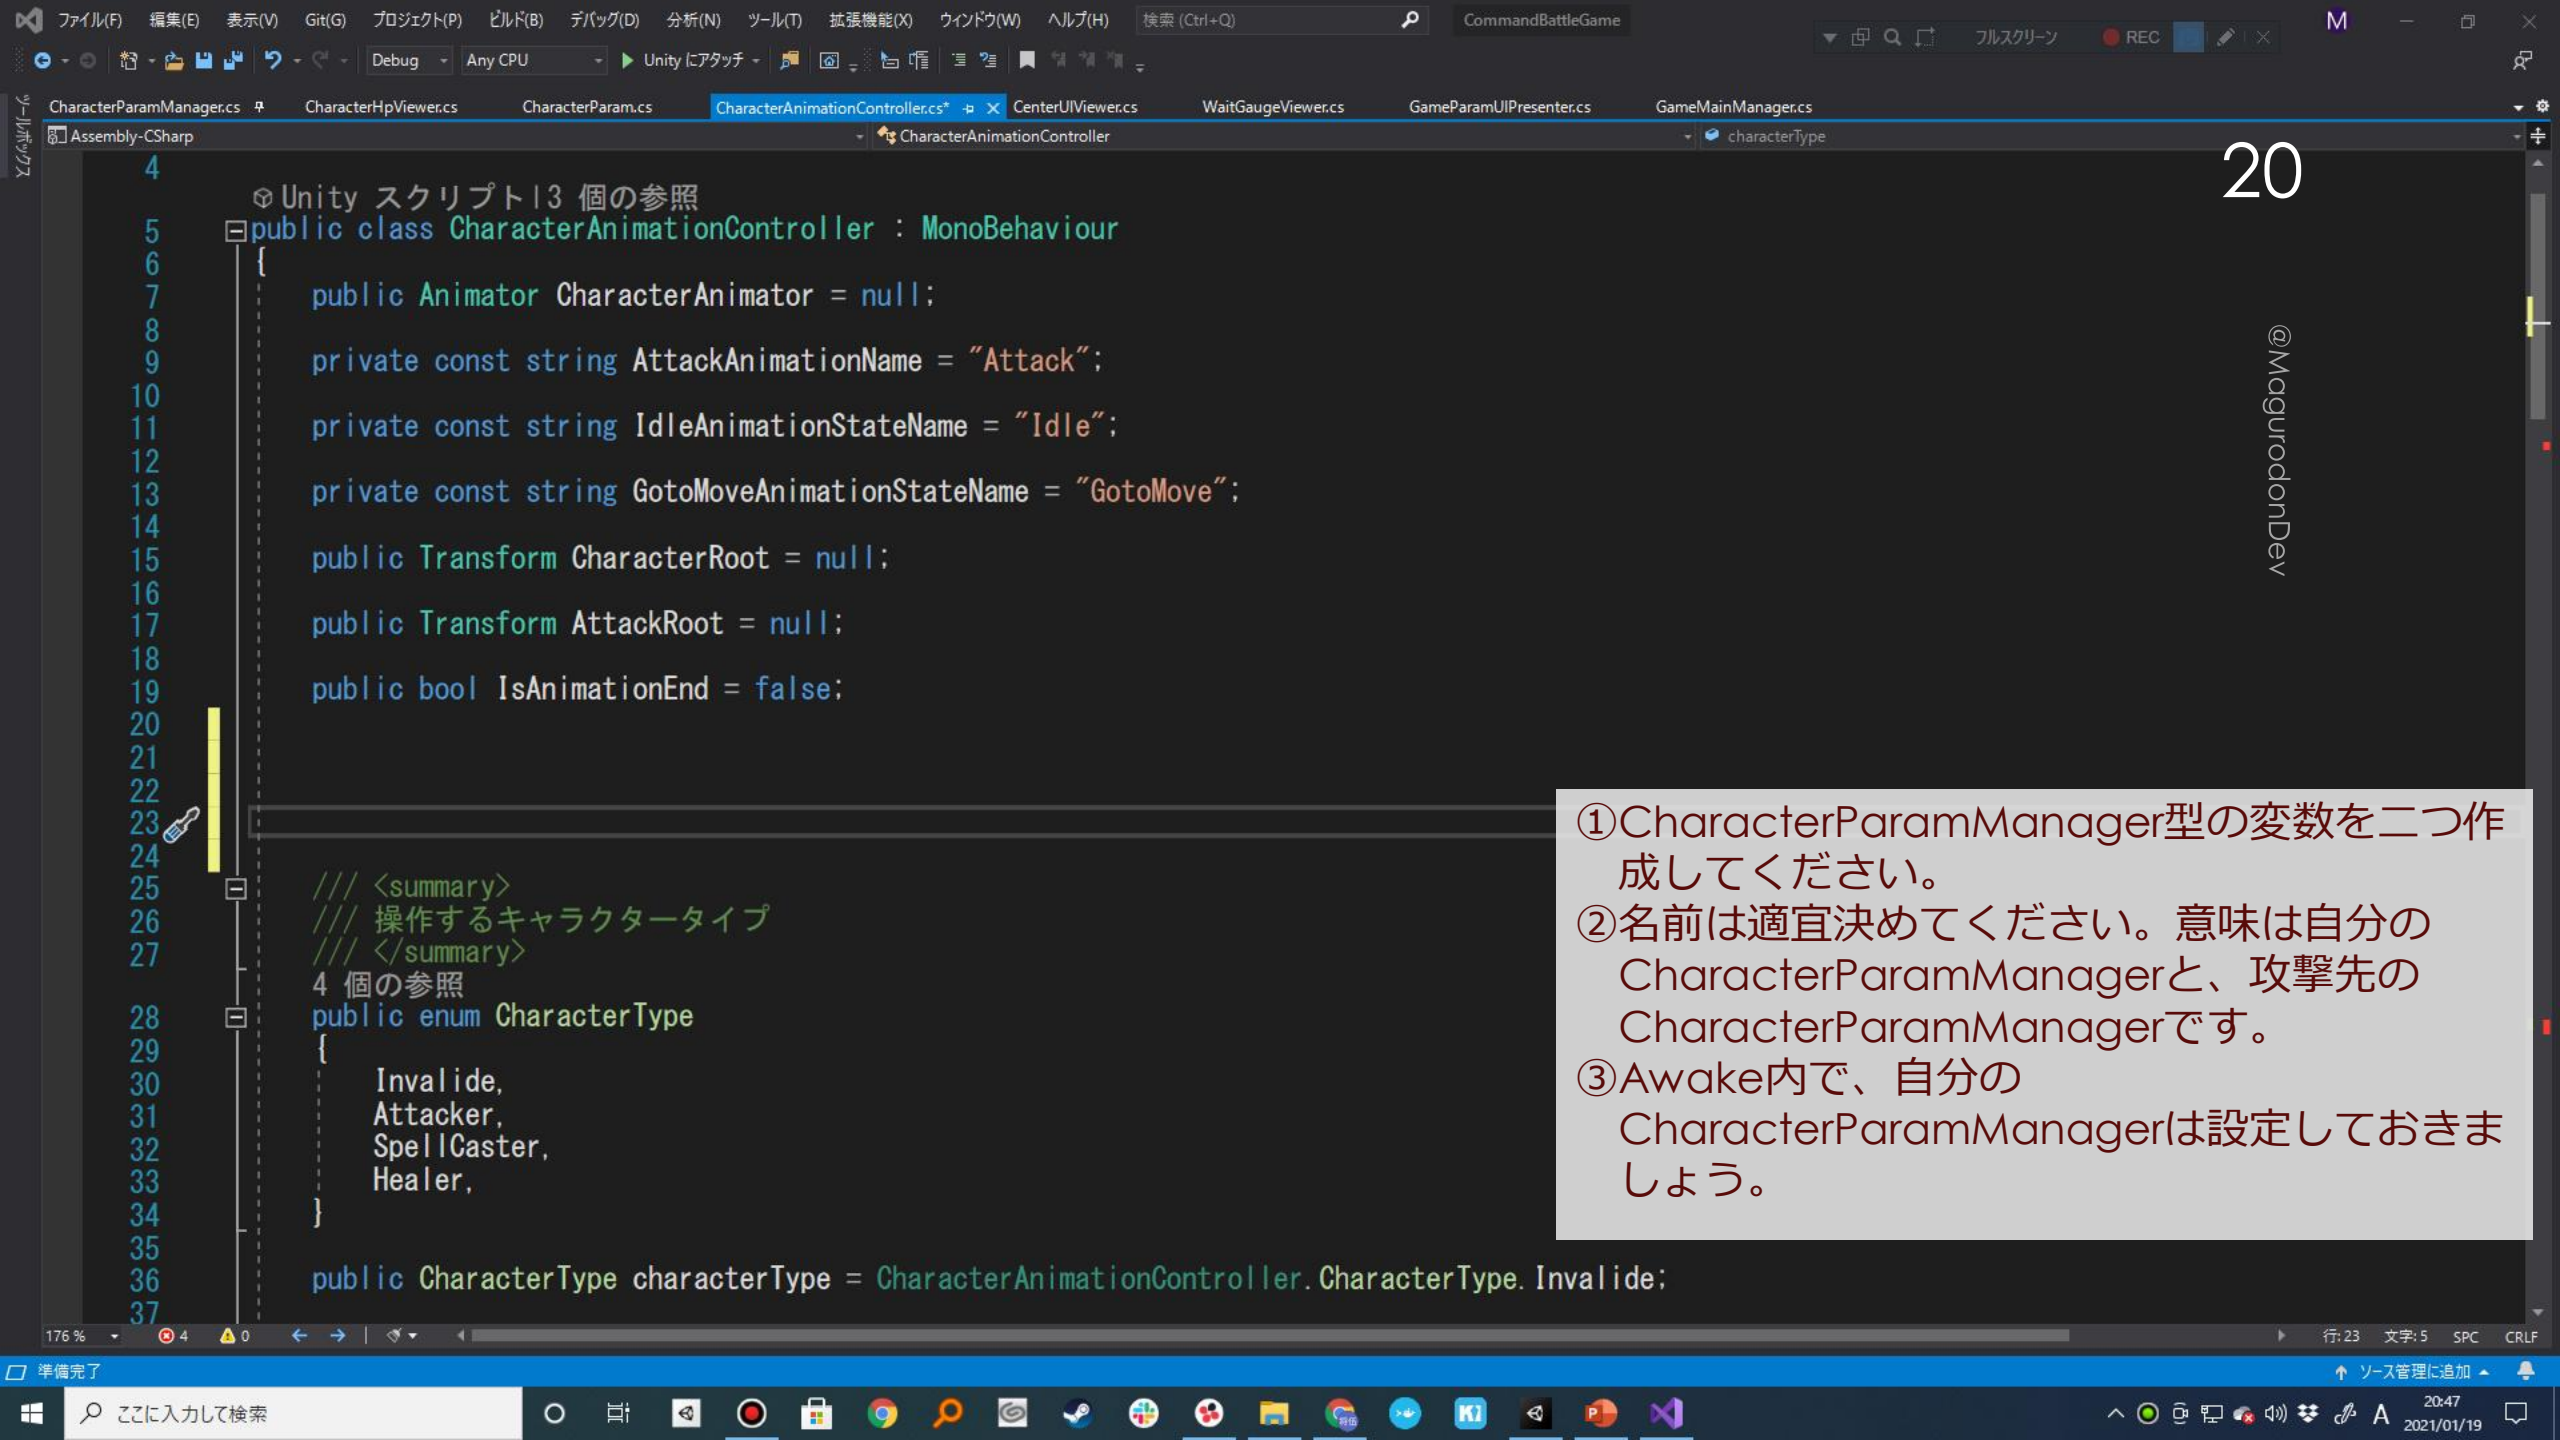 ファイル(F) 編集(E) 表示(V) Git(G) プロジェクト(P) ビルド(B) デバッグ(D) 分析(N) ツール(T) 拡張機能(X) ウィンドウ(W) ヘルプ(H) 検索 (Ctrl+Q) CommandBattleGame M
フルスクリーン REC
Debug Any CPU Unity にアタッチ
ツールボックス
CharacterParamManager.cs CharacterHpViewer.cs CharacterParam.cs CharacterAnimationController.cs* CenterUIViewer.cs WaitGaugeViewer.cs GameParamUIPresenter.cs GameMainManager.cs
Assembly-CSharp CharacterAnimationController characterType
20
@MagurodonDev
4
Unity スクリプト|3 個の参照
5 public class CharacterAnimationController : MonoBehaviour
6 {
7 public Animator CharacterAnimator = null;
8
9 private const string AttackAnimationName = "Attack";
10
11 private const string IdleAnimationStateName = "Idle";
12
13 private const string GotoMoveAnimationStateName = "GotoMove";
14
15 public Transform CharacterRoot = null;
16
17 public Transform AttackRoot = null;
18
19 public bool IsAnimationEnd = false;
20
21
22
23
24
25 /// <summary>
26 /// 操作するキャラクタータイプ
27 /// </summary>
4 個の参照
28 public enum CharacterType
29 {
30 Invalide,
31 Attacker,
32 SpellCaster,
33 Healer,
34 }
35
36 public CharacterType characterType = CharacterAnimationController.CharacterType.Invalide;
37
①CharacterParamManager型の変数を二つ作
成してください。
②名前は適宜決めてください。意味は自分の
CharacterParamManagerと、攻撃先の
CharacterParamManagerです。
③Awake内で、自分の
CharacterParamManagerは設定しておきま
しょう。
176 % 4 0 行: 23 文字: 5 SPC CRLF
準備完了 ソース管理に追加
ここに入力して検索 A 20:47
2021/01/19